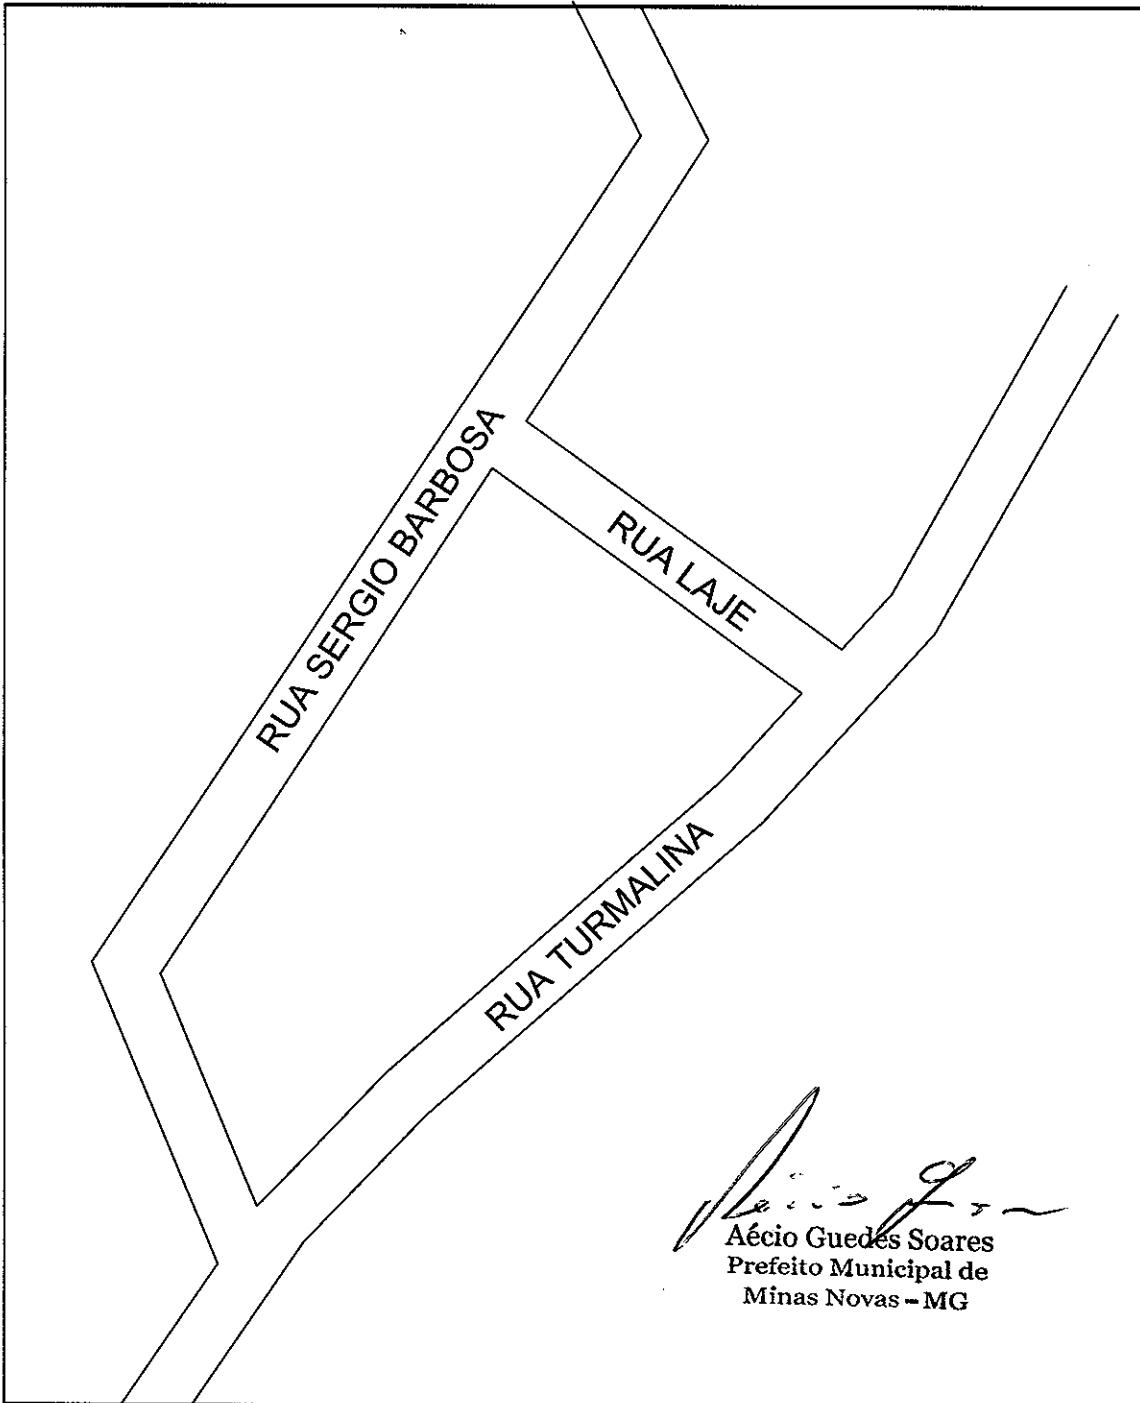 RUA SERGIO BARBOSA
RUA LAJE
RUA TURMALINA
Aécio Guedes Soares
Prefeito Municipal de
Minas Novas - MG